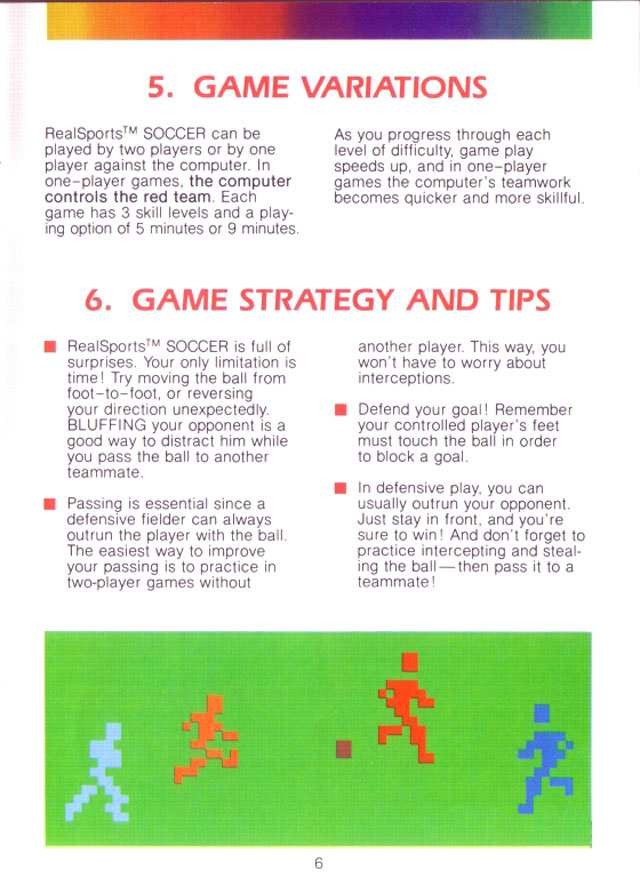 5. GAME VARIATIONS
RealSports™ SOCCER can be
played by two players or by one
player against the computer. In
one-player games, the computer
controls the red team. Each
game has 3 skill levels and a play-
ing option of 5 minutes or 9 minutes.
As you progress through each
level of difficulty, game play
speeds up, and in one-player
games the computer's teamwork
becomes quicker and more skillful.
6. GAME STRATEGY AND TIPS
■ RealSports™ SOCCER is full of
surprises. Your only limitation is
time! Try moving the ball from
foot-to-foot, or reversing
your direction unexpectedly.
BLUFFING your opponent is a
good way to distract him while
you pass the ball to another
teammate.
■ Passing is essential since a
defensive fielder can always
outrun the player with the ball.
The easiest way to improve
your passing is to practice in
two-player games without
another player. This way, you
won't have to worry about
interceptions.
■ Defend your goal! Remember
your controlled player's feet
must touch the ball in order
to block a goal.
■ In defensive play, you can
usually outrun your opponent.
Just stay in front, and you're
sure to win! And don't forget to
practice intercepting and steal-
ing the ball—then pass it to a
teammate!
6